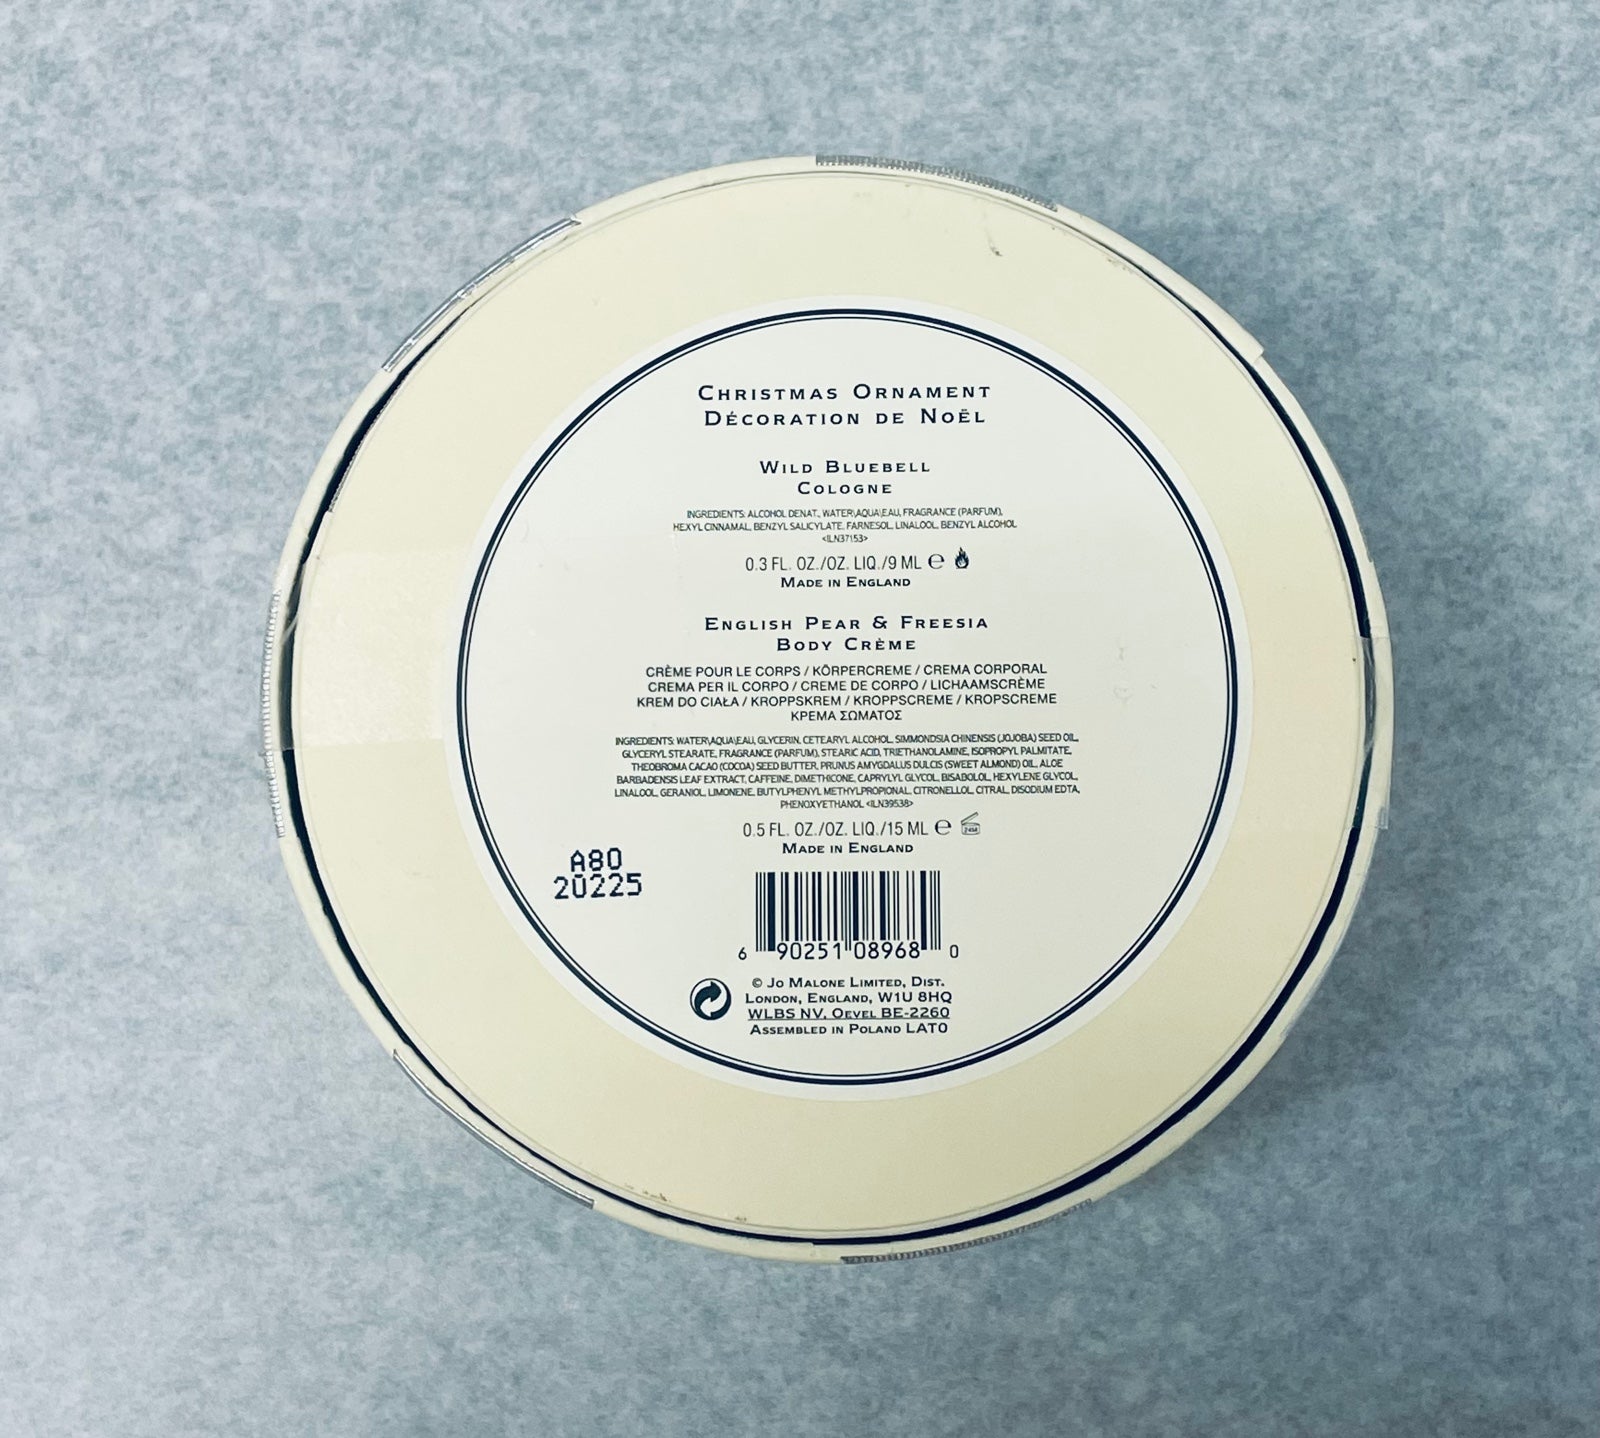 CHRISTMAS ORNAMENT
DÉCORATION DE NOËL
WILD BLUEBELL
COLOGNE
INGREDIENTS: ALCOHOL DENAT., WATER\AQUA\EAU, FRAGRANCE (PARFUM),
HEXYL CINNAMAL, BENZYL SALICYLATE, FARNESOL, LINALOOL, BENZYL ALCOHOL
<ILN37153>
0.3 FL. OZ./OZ. LIQ./9 ML ℮
MADE IN ENGLAND
ENGLISH PEAR & FREESIA
BODY CRÈME
CRÈME POUR LE CORPS / KÖRPERCREME / CREMA CORPORAL
CREMA PER IL CORPO / CREME DE CORPO / LICHAAMSCRÈME
KREM DO CIAŁA / KROPPSKREM / KROPPSCREME / KROPSCREME
ΚΡΕΜΑ ΣΩΜΑΤΟΣ
INGREDIENTS: WATER\AQUA\EAU, GLYCERIN, CETEARYL ALCOHOL, SIMMONDSIA CHINENSIS (JOJOBA) SEED OIL,
GLYCERYL STEARATE, FRAGRANCE (PARFUM), STEARIC ACID, TRIETHANOLAMINE, ISOPROPYL PALMITATE,
THEOBROMA CACAO (COCOA) SEED BUTTER, PRUNUS AMYGDALUS DULCIS (SWEET ALMOND) OIL, ALOE
BARBADENSIS LEAF EXTRACT, CAFFEINE, DIMETHICONE, CAPRYLYL GLYCOL, BISABOLOL, HEXYLENE GLYCOL,
LINALOOL, GERANIOL, LIMONENE, BUTYLPHENYL METHYLPROPIONAL, CITRONELLOL, CITRAL, DISODIUM EDTA,
PHENOXYETHANOL <ILN39538>
0.5 FL. OZ./OZ. LIQ./15 ML ℮ 24M
MADE IN ENGLAND
A80
20225
6 90251 08968 0
© JO MALONE LIMITED, DIST.
LONDON, ENGLAND, W1U 8HQ
WLBS NV, OEVEL BE-2260
ASSEMBLED IN POLAND LAT0